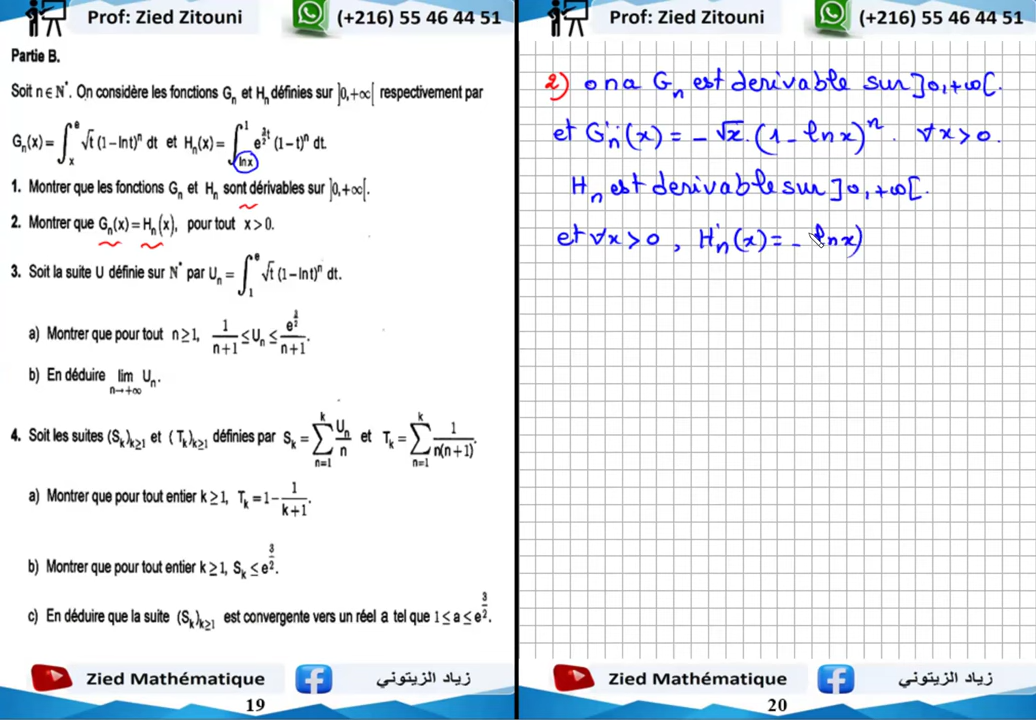 Prof: Zied Zitouni (+216) 55 46 44 51
Partie B.
Soit n ∈ ℕ*. On considère les fonctions Gₙ et Hₙ définies sur ]0,+∞[ respectivement par
Gₙ(x) = ∫ₓᵉ √t (1 − lnt)ⁿ dt et Hₙ(x) = ∫_{lnx}^{1} e^{3/2 t} (1 − t)ⁿ dt.
1. Montrer que les fonctions Gₙ et Hₙ sont dérivables sur ]0,+∞[.
2. Montrer que Gₙ(x) = Hₙ(x), pour tout x > 0.
3. Soit la suite U définie sur ℕ* par Uₙ = ∫₁ᵉ √t (1 − lnt)ⁿ dt.
a) Montrer que pour tout n ≥ 1, 1/(n+1) ≤ Uₙ ≤ e^{3/2}/(n+1).
b) En déduire lim_{n→+∞} Uₙ.
4. Soit les suites (Sₖ)ₖ≥₁ et (Tₖ)ₖ≥₁ définies par Sₖ = ∑_{n=1}^{k} Uₙ/n et Tₖ = ∑_{n=1}^{k} 1/(n(n+1)).
a) Montrer que pour tout entier k ≥ 1, Tₖ = 1 − 1/(k+1).
b) Montrer que pour tout entier k ≥ 1, Sₖ ≤ e^{3/2}.
c) En déduire que la suite (Sₖ)ₖ≥₁ est convergente vers un réel a tel que 1 ≤ a ≤ e^{3/2}.
Zied Mathématique زياد الزيتوني
19
Prof: Zied Zitouni (+216) 55 46 44 51
2) on a Gₙ est derivable sur ]0,+∞[.
et G'ₙ(x) = − √x . (1 − ln x)ⁿ. ∀x > 0.
Hₙ est derivable sur ]0,+∞[.
et ∀x > 0, H'ₙ(x) = − ln x)
Zied Mathématique زياد الزيتوني
20